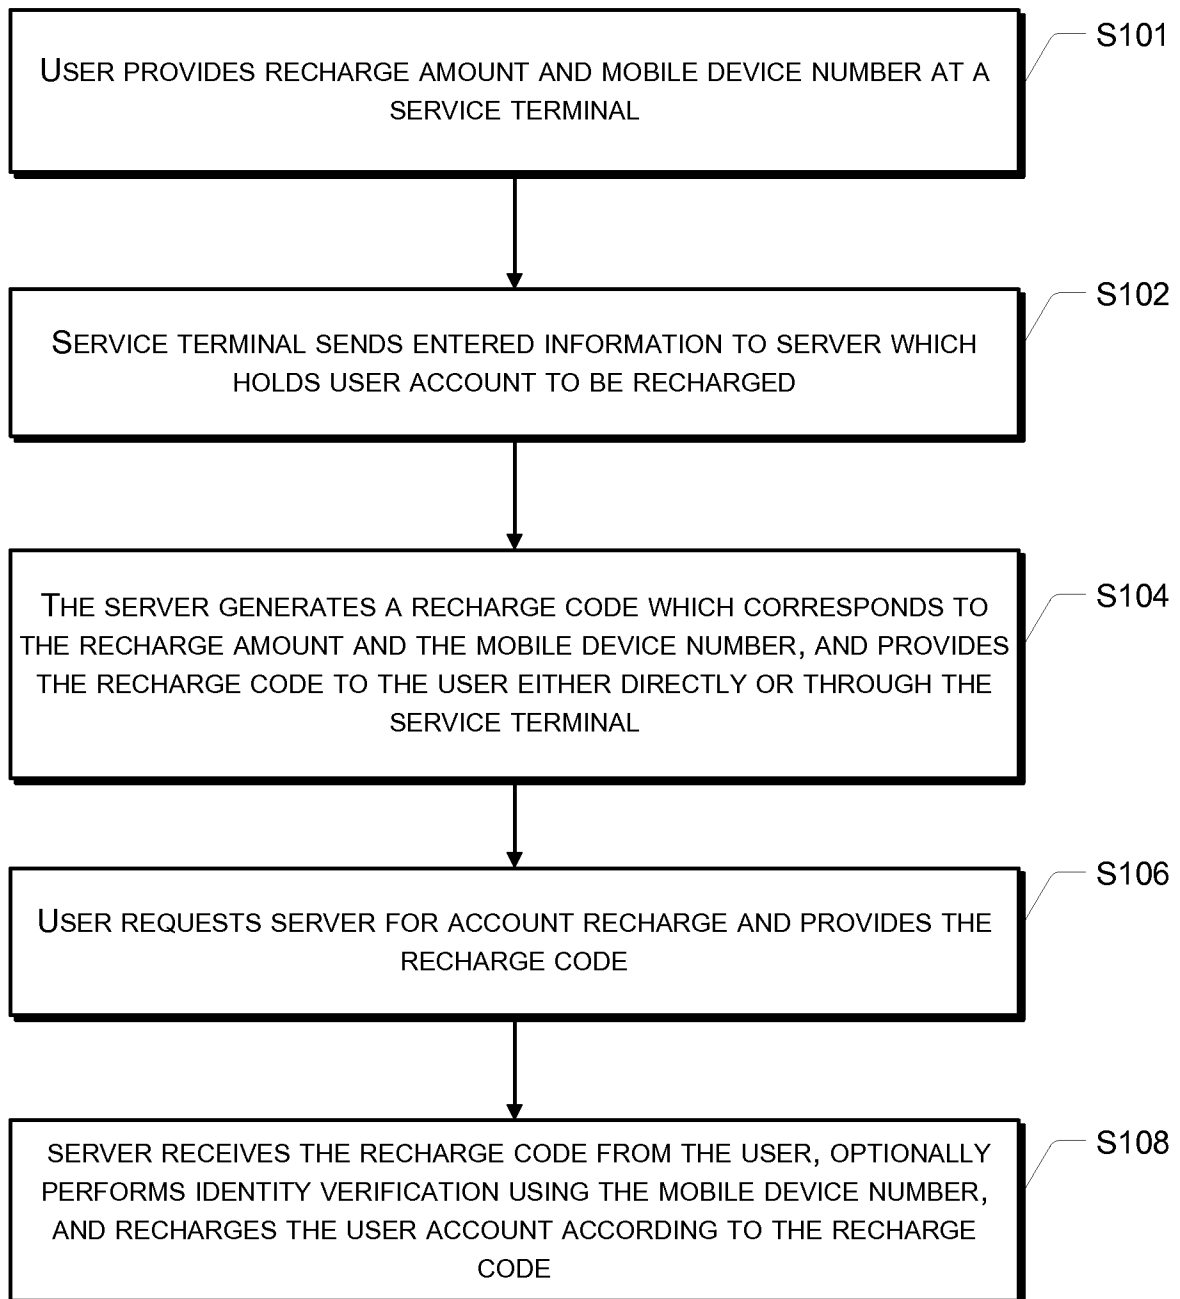 S101
USER PROVIDES RECHARGE AMOUNT AND MOBILE DEVICE NUMBER AT A
SERVICE TERMINAL
S102
SERVICE TERMINAL SENDS ENTERED INFORMATION TO SERVER WHICH
HOLDS USER ACCOUNT TO BE RECHARGED
S104
THE SERVER GENERATES A RECHARGE CODE WHICH CORRESPONDS TO
THE RECHARGE AMOUNT AND THE MOBILE DEVICE NUMBER, AND PROVIDES
THE RECHARGE CODE TO THE USER EITHER DIRECTLY OR THROUGH THE
SERVICE TERMINAL
S106
USER REQUESTS SERVER FOR ACCOUNT RECHARGE AND PROVIDES THE
RECHARGE CODE
S108
SERVER RECEIVES THE RECHARGE CODE FROM THE USER, OPTIONALLY
PERFORMS IDENTITY VERIFICATION USING THE MOBILE DEVICE NUMBER,
AND RECHARGES THE USER ACCOUNT ACCORDING TO THE RECHARGE
CODE